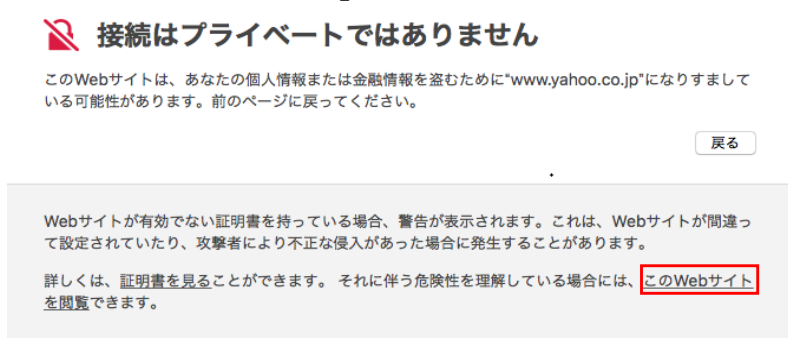 接続はプライベートではありません
このWebサイトは、あなたの個人情報または金融情報を盗むために"www.yahoo.co.jp"になりすまして
いる可能性があります。前のページに戻ってください。
戻る
Webサイトが有効でない証明書を持っている場合、警告が表示されます。これは、Webサイトが間違っ
て設定されていたり、攻撃者により不正な侵入があった場合に発生することがあります。
詳しくは、証明書を見ることができます。 それに伴う危険性を理解している場合には、このWebサイト
を閲覧できます。